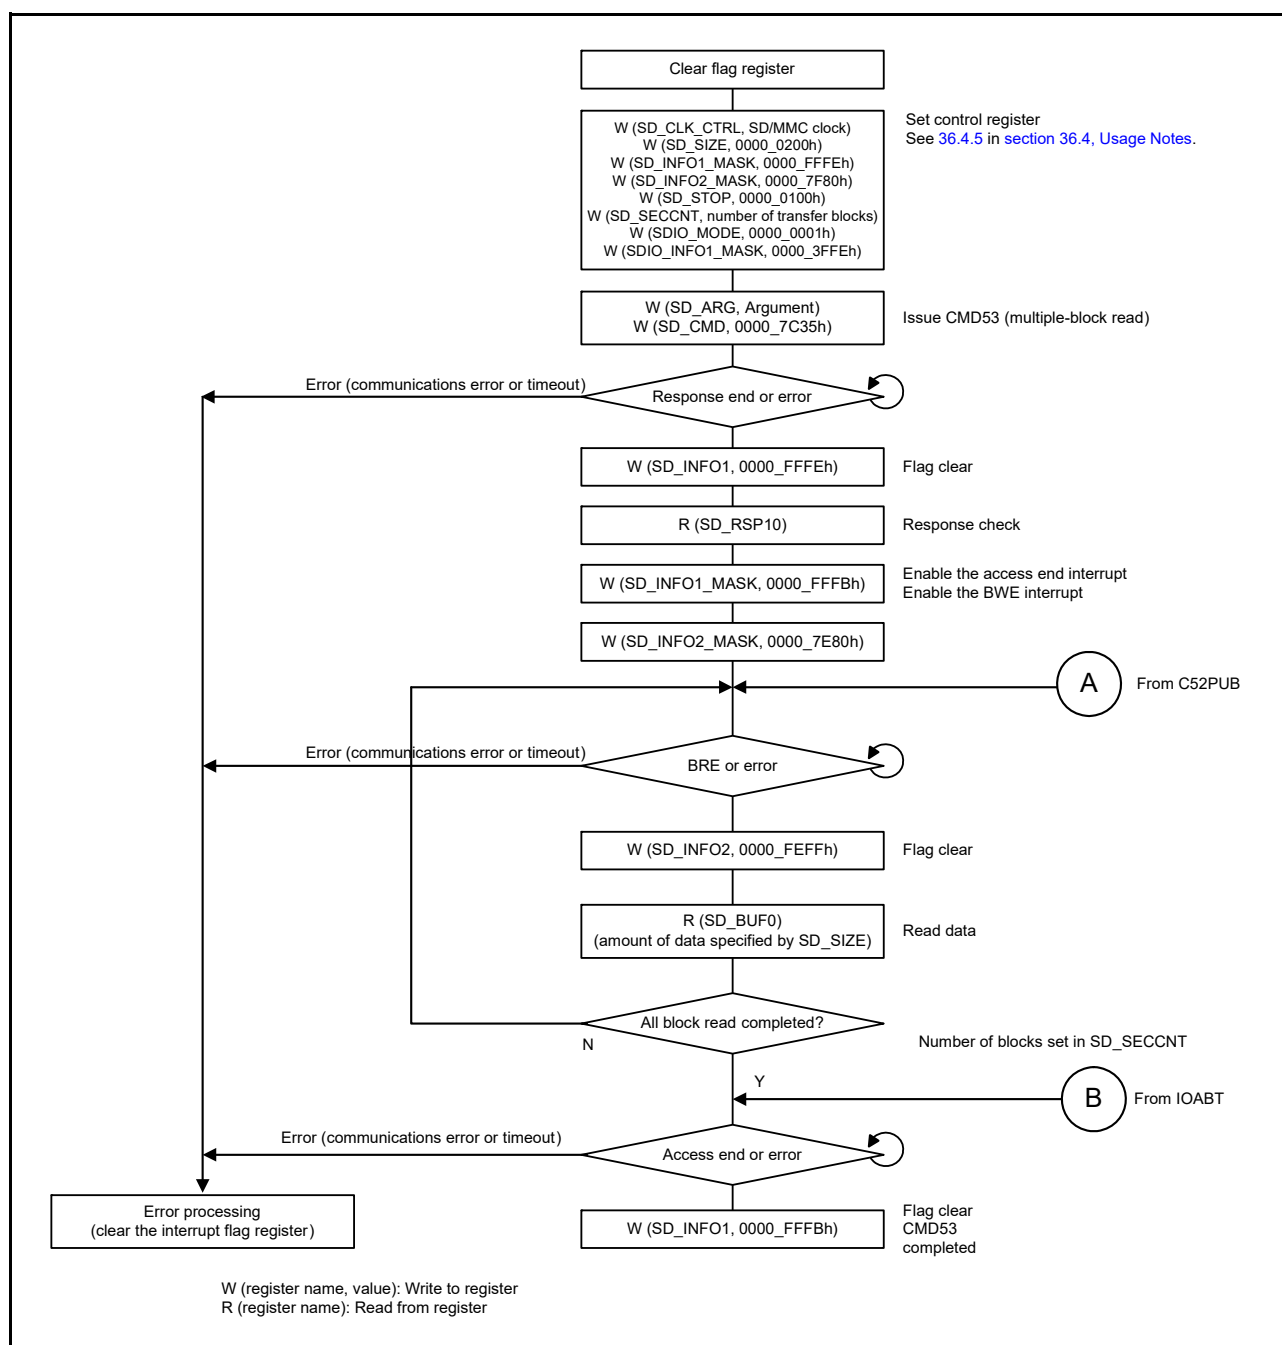 Clear flag register
W (SD_CLK_CTRL, SD/MMC clock)
W (SD_SIZE, 0000_0200h)
W (SD_INFO1_MASK, 0000_FFFEh)
W (SD_INFO2_MASK, 0000_7F80h)
W (SD_STOP, 0000_0100h)
W (SD_SECCNT, number of transfer blocks)
W (SDIO_MODE, 0000_0001h)
W (SDIO_INFO1_MASK, 0000_3FFEh)
Set control register
See 36.4.5 in section 36.4, Usage Notes.
W (SD_ARG, Argument)
W (SD_CMD, 0000_7C35h)
Issue CMD53 (multiple-block read)
Error (communications error or timeout)
Response end or error
W (SD_INFO1, 0000_FFFEh)
Flag clear
R (SD_RSP10)
Response check
W (SD_INFO1_MASK, 0000_FFFBh)
Enable the access end interrupt
Enable the BWE interrupt
W (SD_INFO2_MASK, 0000_7E80h)
A
From C52PUB
Error (communications error or timeout)
BRE or error
W (SD_INFO2, 0000_FEFFh)
Flag clear
R (SD_BUF0)
(amount of data specified by SD_SIZE)
Read data
All block read completed?
N
Number of blocks set in SD_SECCNT
Y
B
From IOABT
Error (communications error or timeout)
Access end or error
Error processing
(clear the interrupt flag register)
W (SD_INFO1, 0000_FFFBh)
Flag clear
CMD53
completed
W (register name, value): Write to register
R (register name): Read from register